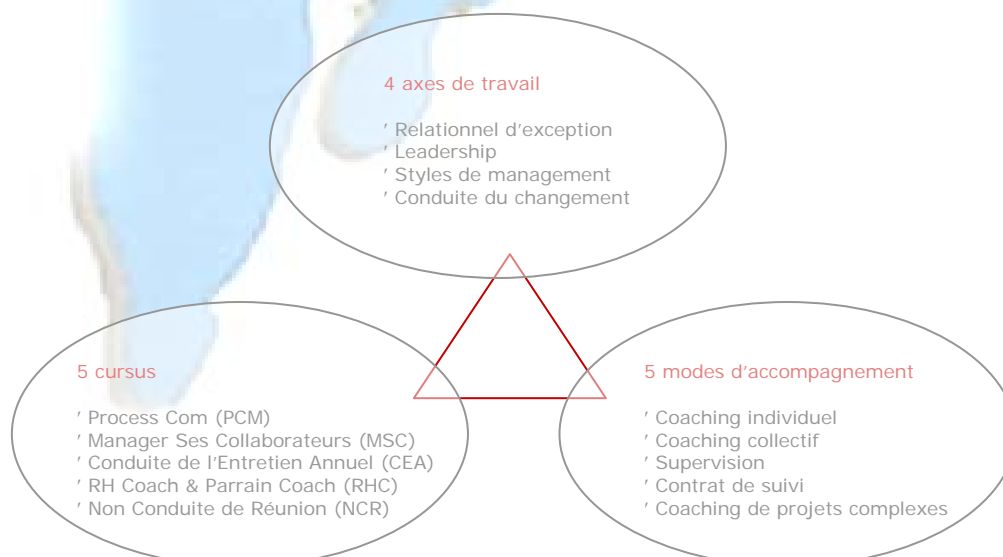 4 axes de travail
' Relationnel d'exception
' Leadership
' Styles de management
' Conduite du changement
5 cursus
' Process Com (PCM)
' Manager Ses Collaborateurs (MSC)
' Conduite de l'Entretien Annuel (CEA)
' RH Coach & Parrain Coach (RHC)
' Non Conduite de Réunion (NCR)
5 modes d'accompagnement
' Coaching individuel
' Coaching collectif
' Supervision
' Contrat de suivi
' Coaching de projets complexes